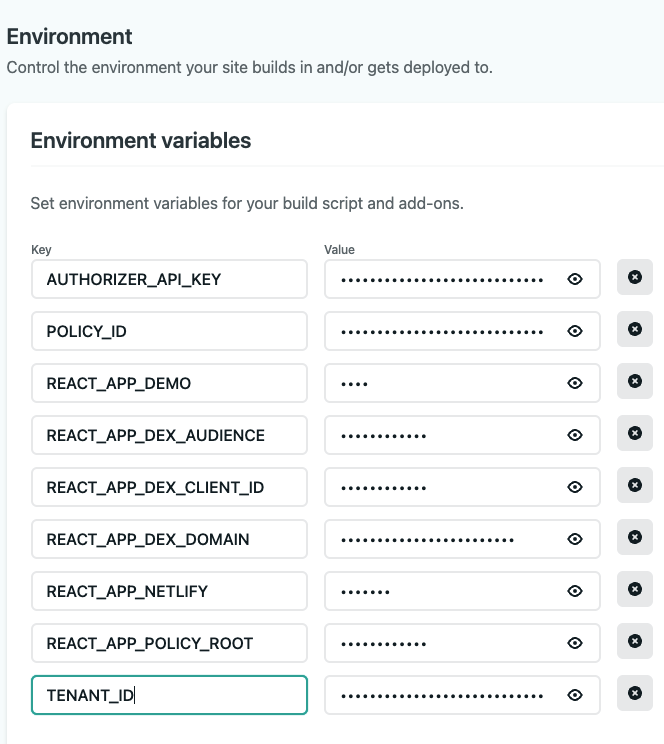 Environment
Control the environment your site builds in and/or gets deployed to.
Environment variables
Set environment variables for your build script and add-ons.
Key Value
AUTHORIZER_API_KEY ••••••••••••••••••••••••••••
POLICY_ID ••••••••••••••••••••••••••••
REACT_APP_DEMO ••••
REACT_APP_DEX_AUDIENCE ••••••••••••
REACT_APP_DEX_CLIENT_ID ••••••••••••
REACT_APP_DEX_DOMAIN ••••••••••••••••••••••••
REACT_APP_NETLIFY •••••••
REACT_APP_POLICY_ROOT ••••••••••••
TENANT_ID ••••••••••••••••••••••••••••